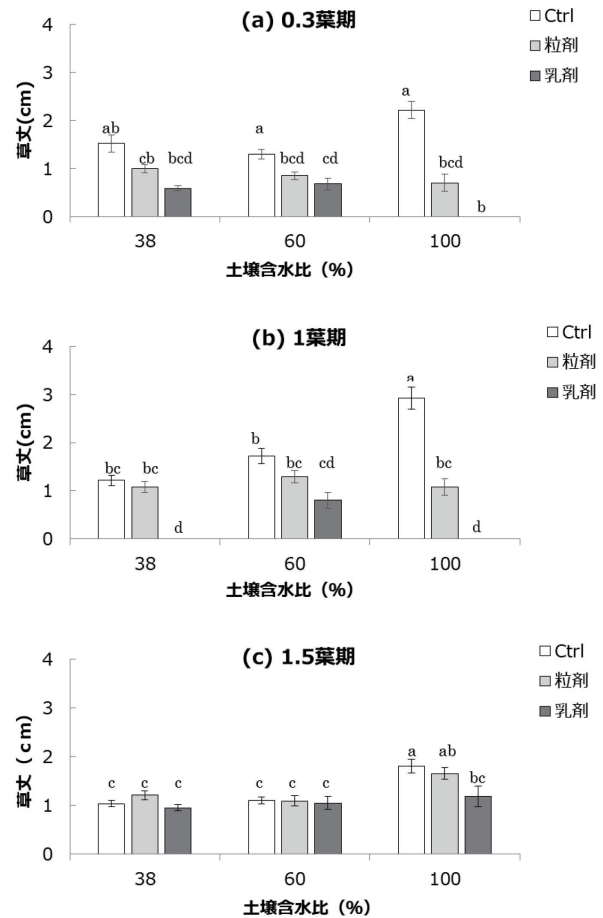 (a) 0.3葉期
Ctrl
粒剤
乳剤
草丈(cm)
4
3
2
1
0
ab
cb
bcd
a
bcd
cd
a
bcd
b
38
60
100
土壌含水比（%）
(b) 1葉期
Ctrl
粒剤
乳剤
草丈(cm)
4
3
2
1
0
bc
bc
d
b
bc
cd
a
bc
d
38
60
100
土壌含水比（%）
(c) 1.5葉期
Ctrl
粒剤
乳剤
草丈（ｃm）
4
3
2
1
0
c
c
c
c
c
c
a
ab
bc
38
60
100
土壌含水比（%）